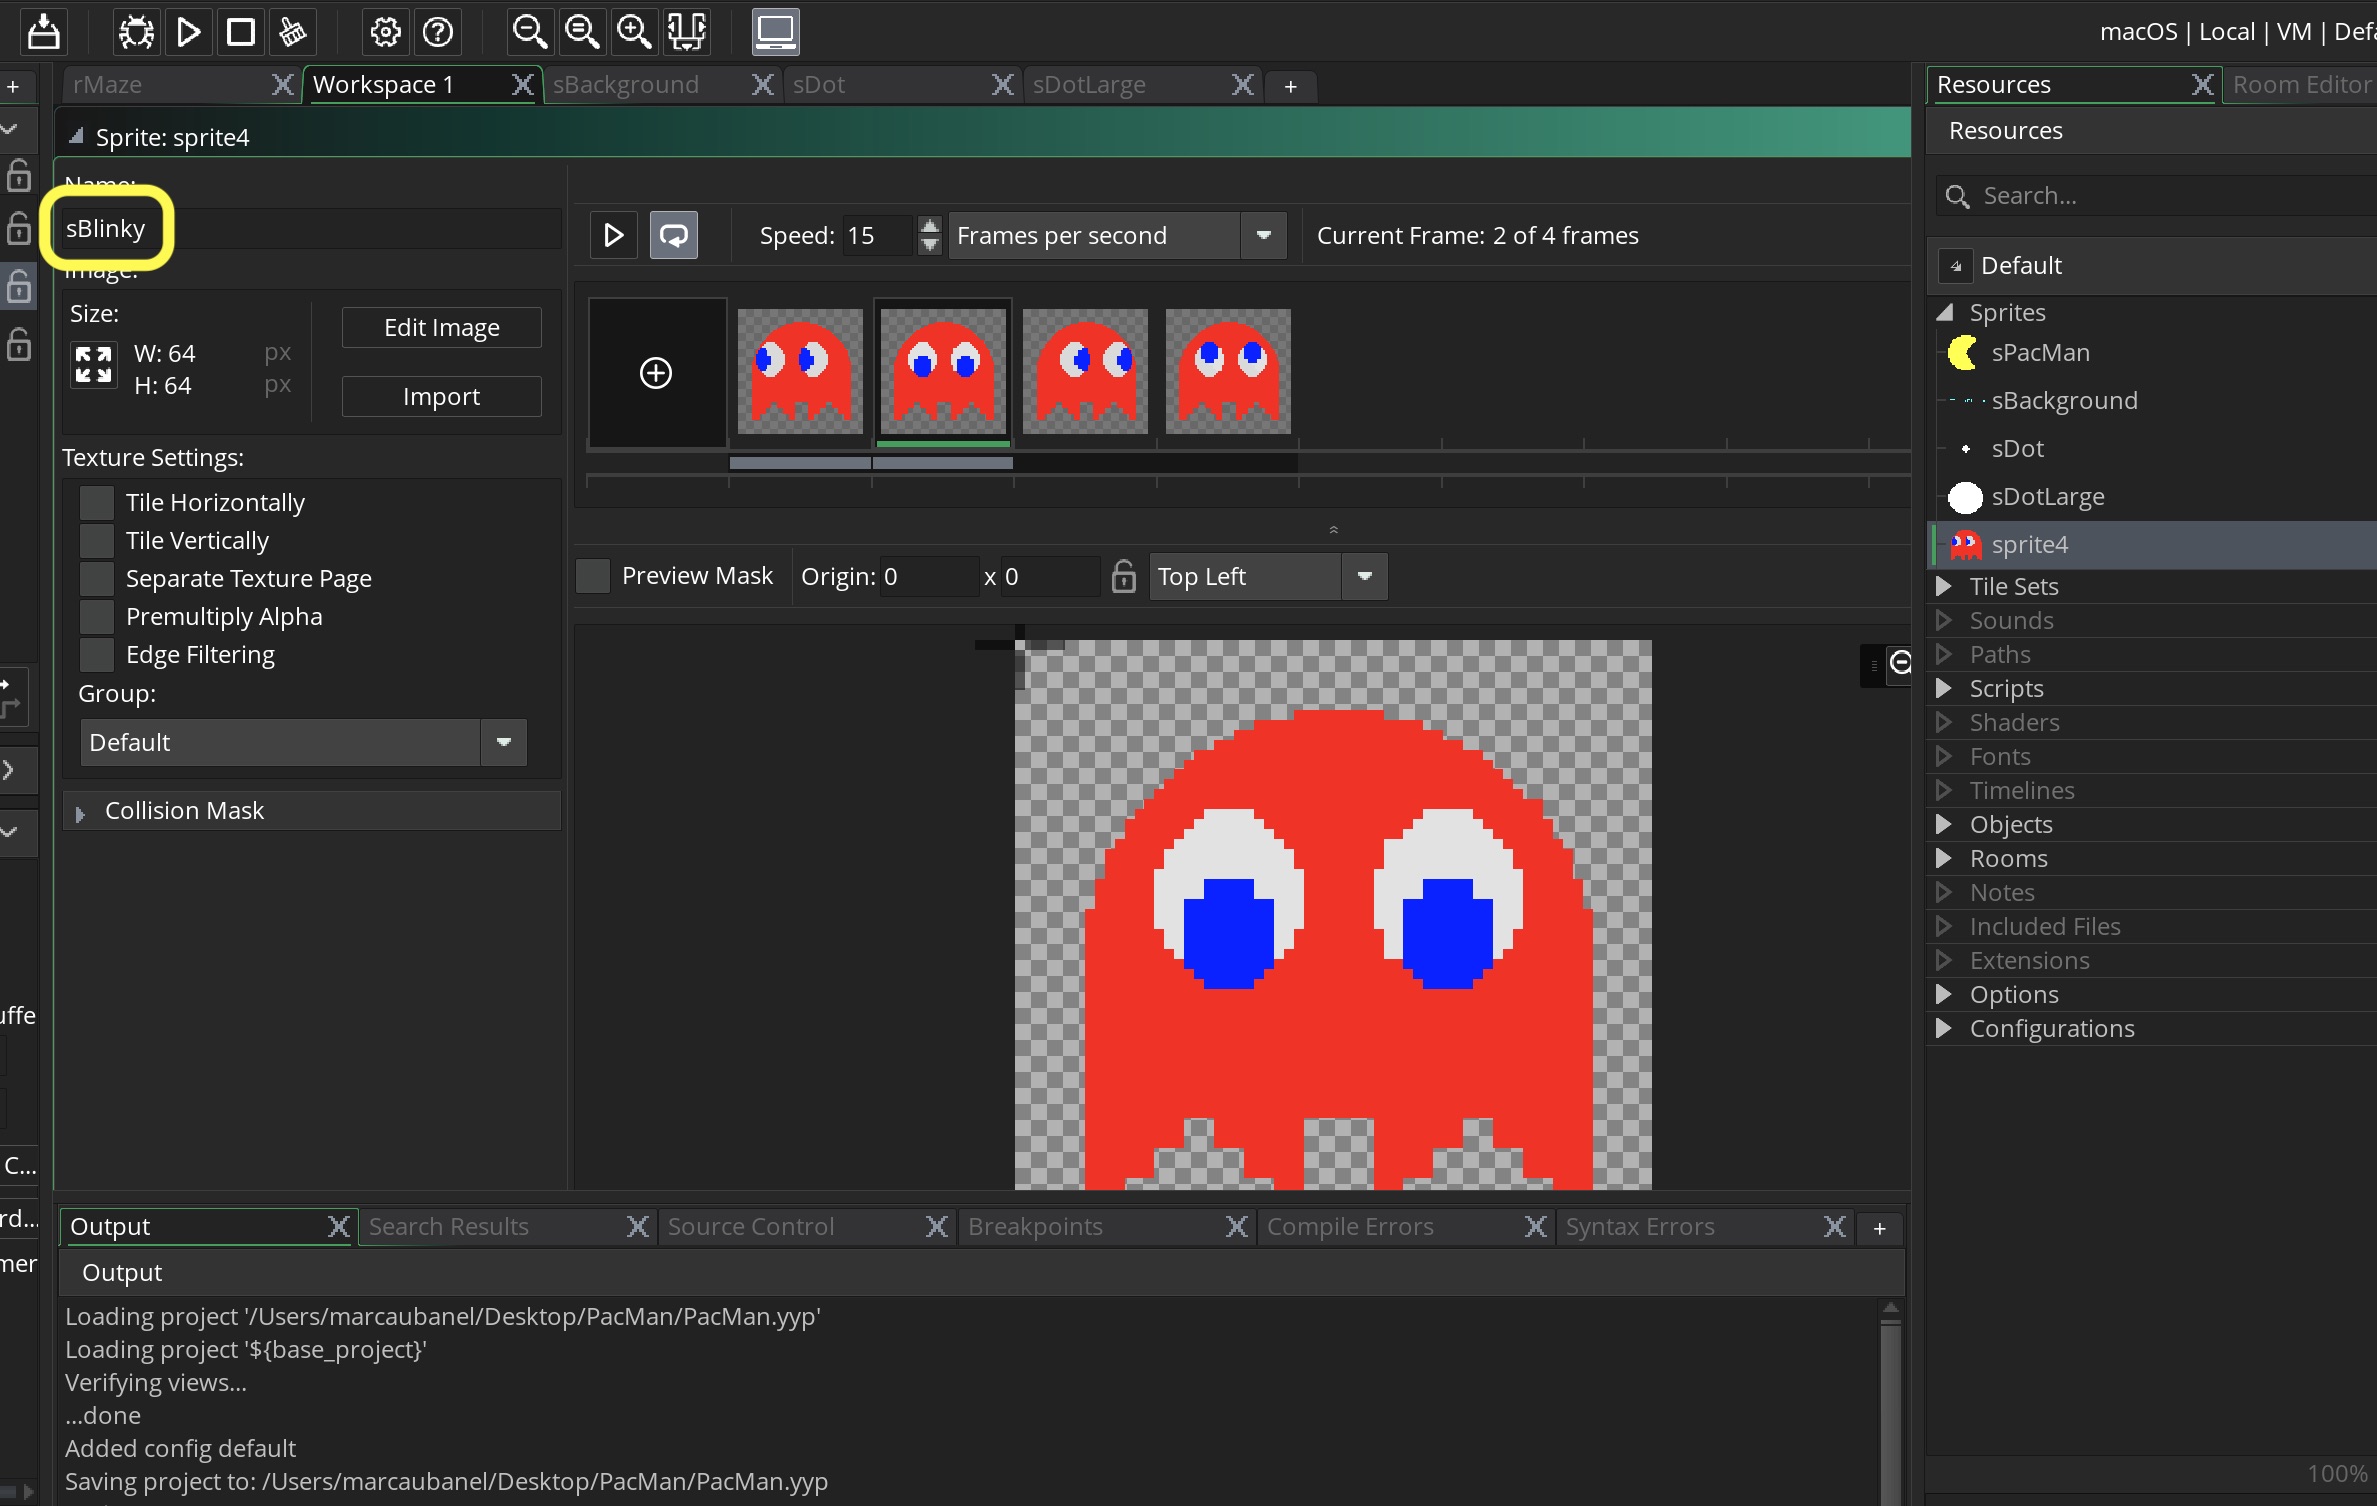 macOS | Local | VM | Defa
rMaze
Workspace 1
sBackground
sDot
sDotLarge
Resources
Room Editor
Sprite: sprite4
Resources
Name:
sBlinky
Search...
Speed: 15
Frames per second
Current Frame: 2 of 4 frames
Image:
Default
Size:
W: 64 px
H: 64 px
Edit Image
Import
Sprites
sPacMan
sBackground
sDot
sDotLarge
sprite4
Tile Sets
Sounds
Paths
Scripts
Shaders
Fonts
Timelines
Objects
Rooms
Notes
Included Files
Extensions
Options
Configurations
Texture Settings:
Tile Horizontally
Tile Vertically
Separate Texture Page
Premultiply Alpha
Edge Filtering
Group:
Default
Collision Mask
Preview Mask
Origin: 0 x 0
Top Left
uffe
C...
rd...
mer
Output
Search Results
Source Control
Breakpoints
Compile Errors
Syntax Errors
Output
Loading project '/Users/marcaubanel/Desktop/PacMan/PacMan.yyp'
Loading project '${base_project}'
Verifying views...
...done
Added config default
Saving project to: /Users/marcaubanel/Desktop/PacMan/PacMan.yyp
100%